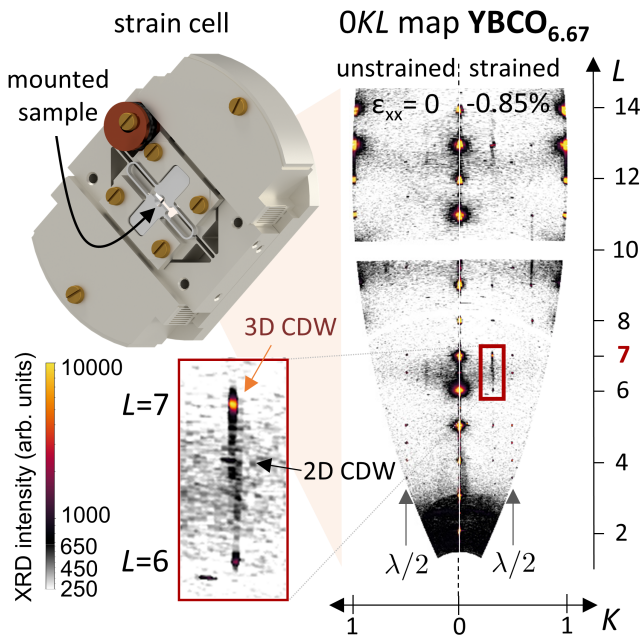 strain cell
0KL map YBCO6.67
mounted
sample
unstrained strained
εxx = 0 -0.85%
L
14
12
10
8
7
6
4
2
3D CDW
L=7
2D CDW
L=6
XRD intensity (arb. units)
10000
1000
650
450
250
λ/2
λ/2
1 0 1
K